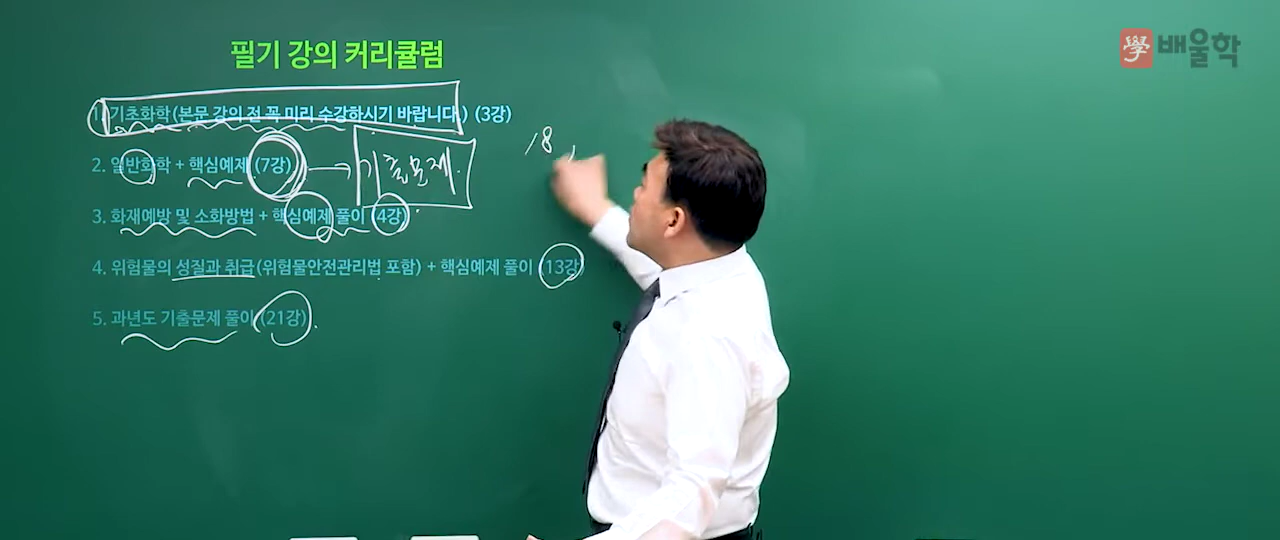 필기 강의 커리큘럼
學배울학
1. 기초화학(본문 강의 전 꼭 미리 수강하시기 바랍니다.) (3강)
2. 일반화학 + 핵심예제 (7강) → 기출문제
18
3. 화재예방 및 소화방법 + 핵심예제 풀이 (4강)
4. 위험물의 성질과 취급(위험물안전관리법 포함) + 핵심예제 풀이 (13강)
5. 과년도 기출문제 풀이 (21강)